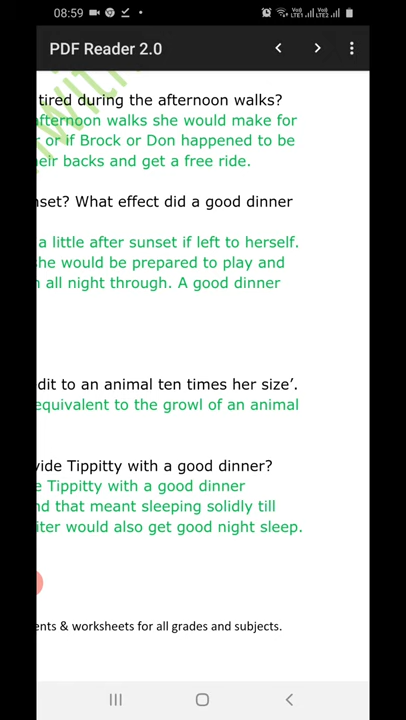 08:59
VoB LTE1 VoB LTE2
PDF Reader 2.0
tired during the afternoon walks?
afternoon walks she would make for
or if Brock or Don happened to be
heir backs and get a free ride.
nset? What effect did a good dinner
a little after sunset if left to herself.
she would be prepared to play and
all night through. A good dinner
dit to an animal ten times her size’.
equivalent to the growl of an animal
vide Tippitty with a good dinner?
e Tippitty with a good dinner
nd that meant sleeping solidly till
iter would also get good night sleep.
ents & worksheets for all grades and subjects.